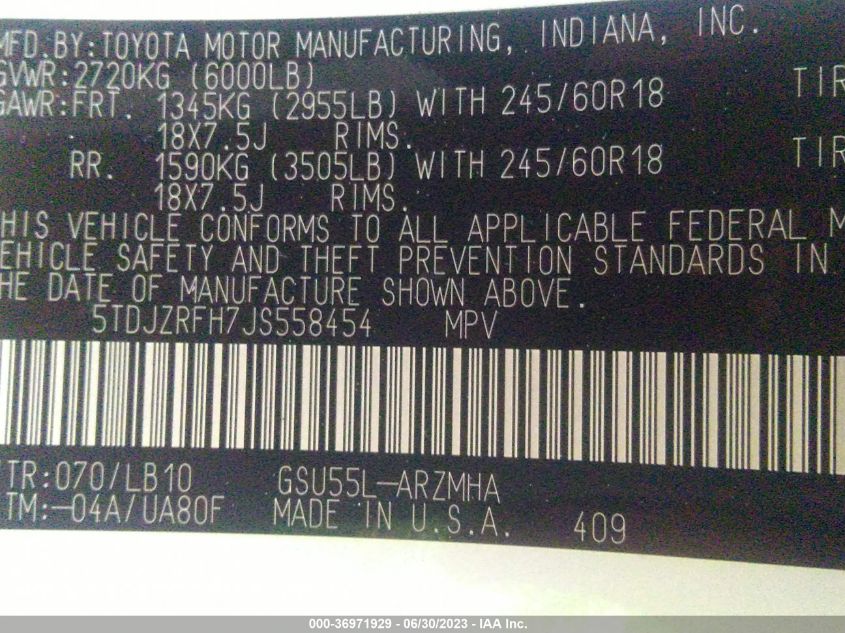 MFD.BY:TOYOTA MOTOR MANUFACTURING, INDIANA, INC.
GVWR:2720KG (6000LB)
GAWR:FRT. 1345KG (2955LB) WITH 245/60R18 TIR
18X7.5J RIMS.
RR. 1590KG (3505LB) WITH 245/60R18 TIR
18X7.5J RIMS.
HIS VEHICLE CONFORMS TO ALL APPLICABLE FEDERAL M
EHICLE SAFETY AND THEFT PREVENTION STANDARDS IN
HE DATE OF MANUFACTURE SHOWN ABOVE.
5TDJZRFH7JS558454 MPV
TR:070/LB10 GSU55L-ARZMHA
TM:-04A/UA80F MADE IN U.S.A. 409
000-36971929 - 06/30/2023 - IAA Inc.